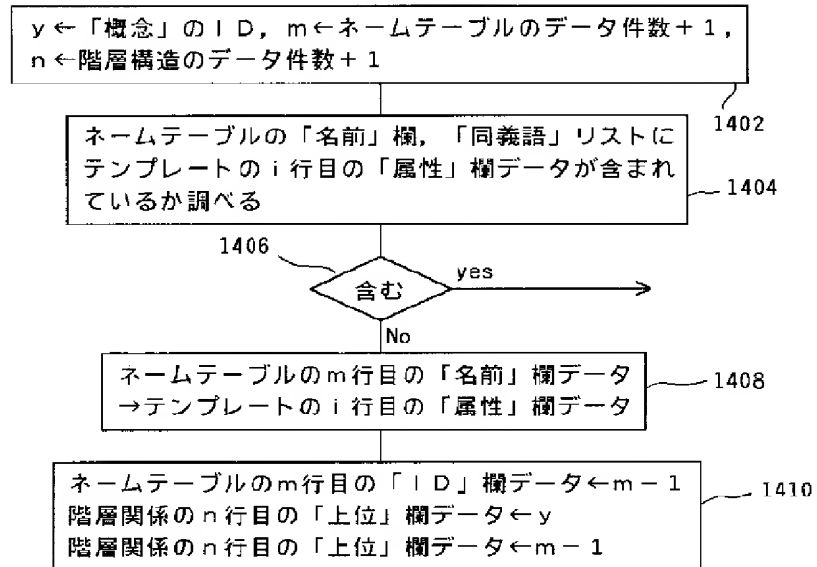 y←「概念」のID，m←ネームテーブルのデータ件数＋1，
n←階層構造のデータ件数＋1
1402
ネームテーブルの「名前」欄，「同義語」リストに
テンプレートのi行目の「属性」欄データが含まれ
ているか調べる
1404
1406
含む
yes
No
ネームテーブルのm行目の「名前」欄データ
→テンプレートのi行目の「属性」欄データ
1408
ネームテーブルのm行目の「ID」欄データ←m－1
階層関係のn行目の「上位」欄データ←y
階層関係のn行目の「上位」欄データ←m－1
1410